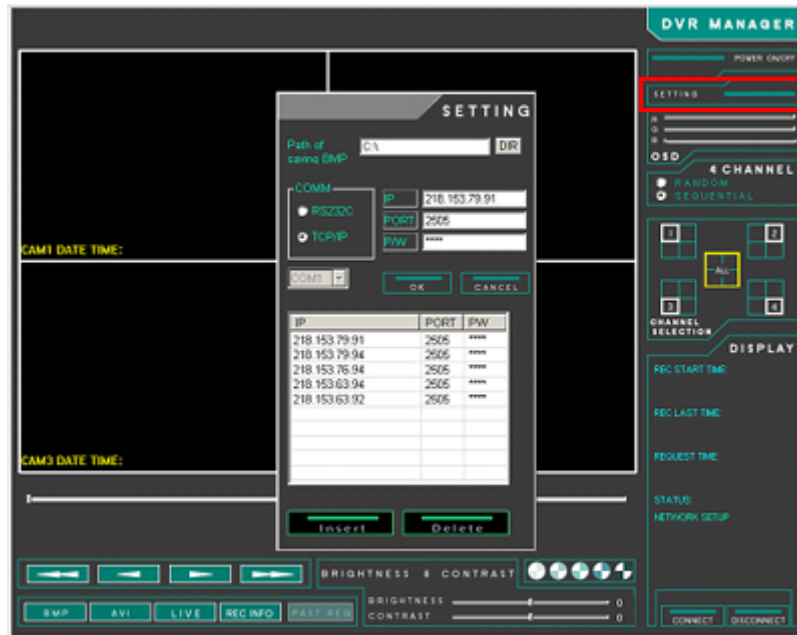 DVR MANAGER
POWER ON/OFF
SETTING
R
G
B
OSD
4 CHANNEL
RANDOM
SEQUENTIAL
1
2
ALL
3
4
CHANNEL
SELECTION
DISPLAY
REC START TIME:
REC LAST TIME:
REQUEST TIME:
STATUS:
NETWORK SETUP
CONNECT
DISCONNECT
CAM1 DATE TIME:
CAM3 DATE TIME:
SETTING
Path of
saving BMP
C:\
DIR
COMM
RS232C
TCP/IP
IP 218.153.79.91
PORT 2505
P/W ****
COM1
OK
CANCEL
IP PORT PW
218.153.79.91 2505 ****
218.153.79.94 2505 ****
218.153.76.94 2505 ****
218.153.63.94 2505 ****
218.153.63.92 2505 ****
Insert
Delete
BRIGHTNESS & CONTRAST
BMP
AVI
LIVE
REC INFO
PAST REC
BRIGHTNESS 0
CONTRAST 0